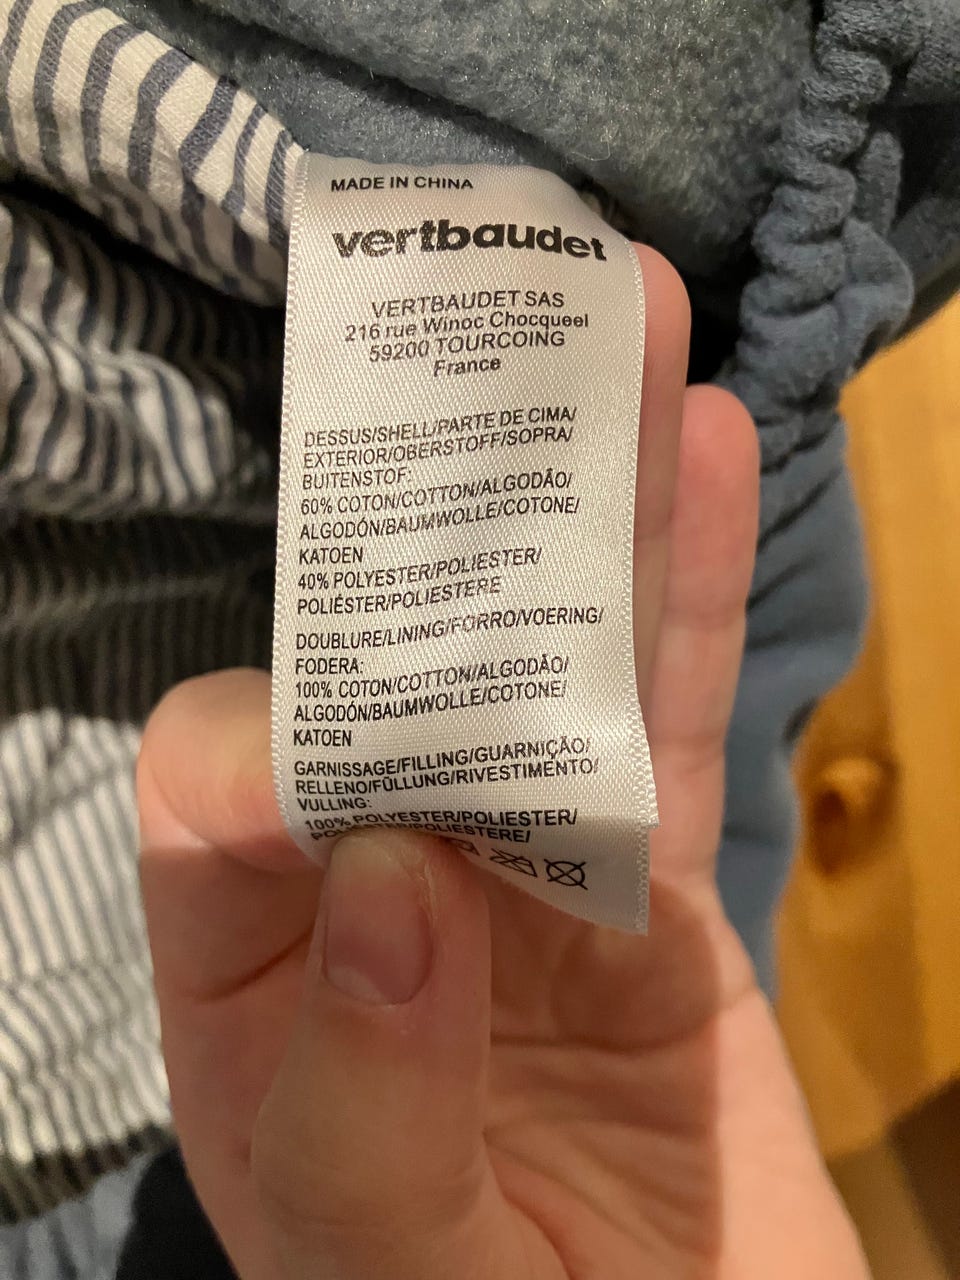 MADE IN CHINA
vertbaudet
VERTBAUDET SAS
216 rue Winoc Chocqueel
59200 TOURCOING
France
DESSUS/SHELL/PARTE DE CIMA/
EXTERIOR/OBERSTOFF/SOPRA/
BUITENSTOF:
60% COTON/COTTON/ALGODÃO/
ALGODÓN/BAUMWOLLE/COTONE/
KATOEN
40% POLYESTER/POLIESTER/
POLIÉSTER/POLIESTERE
DOUBLURE/LINING/FORRO/VOERING/
FODERA:
100% COTON/COTTON/ALGODÃO/
ALGODÓN/BAUMWOLLE/COTONE/
KATOEN
GARNISSAGE/FILLING/GUARNIÇÃO/
RELLENO/FÜLLUNG/RIVESTIMENTO/
VULLING:
100% POLYESTER/POLIESTER/
/POLIESTERE/